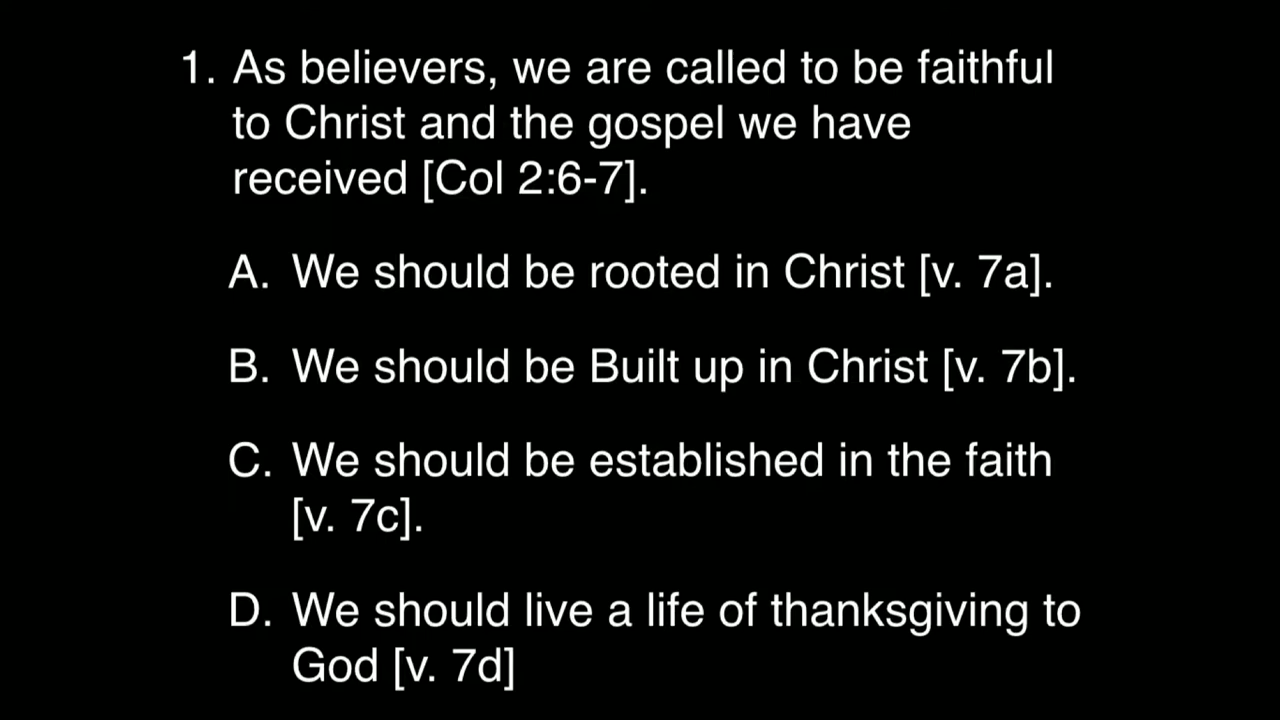 1. As believers, we are called to be faithful
to Christ and the gospel we have
received [Col 2:6-7].
A. We should be rooted in Christ [v. 7a].
B. We should be Built up in Christ [v. 7b].
C. We should be established in the faith
[v. 7c].
D. We should live a life of thanksgiving to
God [v. 7d]